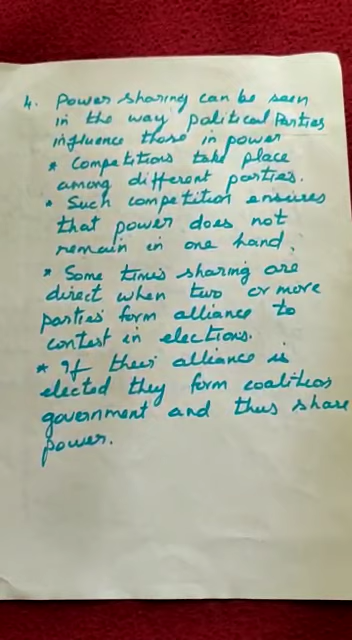 4. Power sharing can be seen
in the way political Parties
influence those in power
* Competitions take place
among different parties.
* Such competition ensures
that power does not
remain in one hand.
* Some times sharing are
direct when two or more
parties form alliance to
contest in elections.
* If their alliance is
elected they form coalition
government and thus share
power.